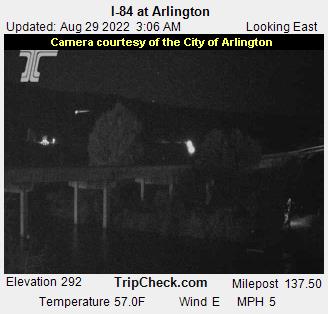 I-84 at Arlington
Updated: Aug 29 2022 3:06 AM Looking East
Camera courtesy of the City of Arlington
Elevation 292 TripCheck.com Milepost 137.50
Temperature 57.0F Wind E MPH 5